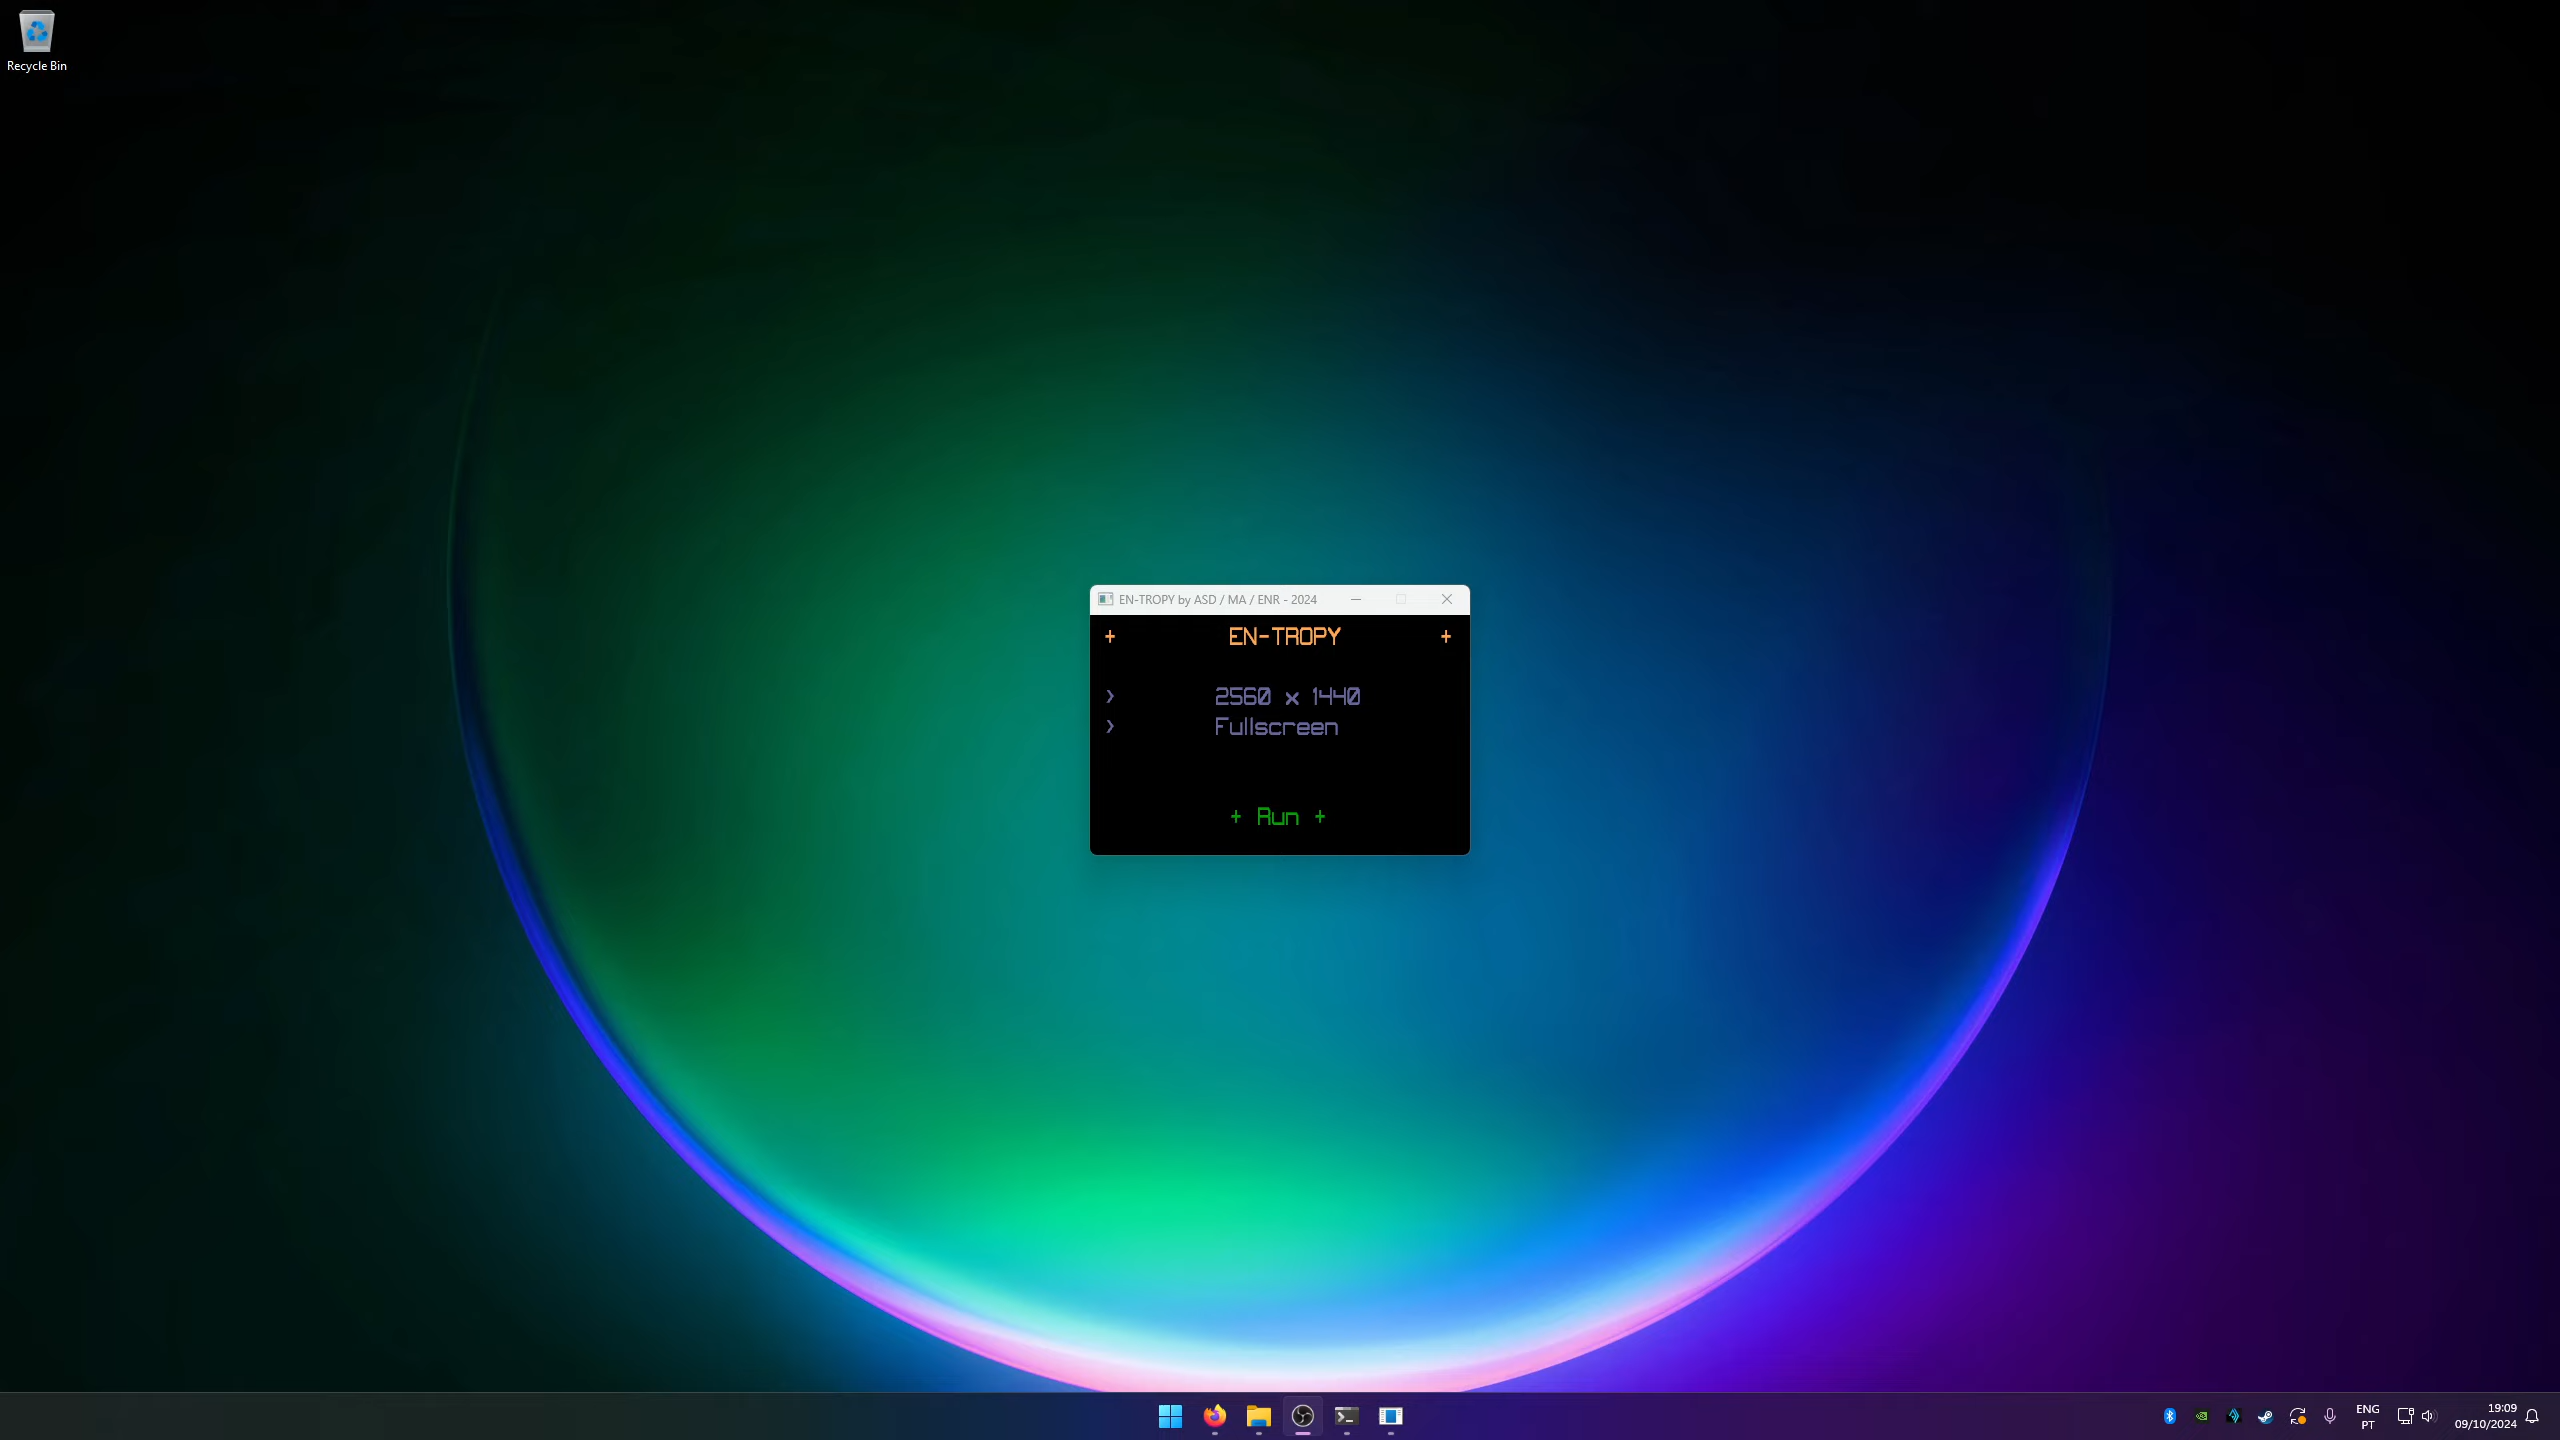 Recycle Bin
EN-TROPY by ASD / MA / ENR - 2024
+ EN-TROPY +
> 2560 x 1440
> Fullscreen
+ Run +
ENG
PT
19:09
09/10/2024